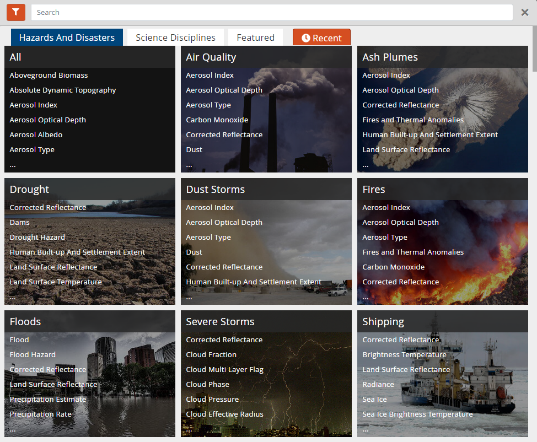 Search
Hazards And Disasters
Science Disciplines
Featured
Recent
All
Aboveground Biomass
Absolute Dynamic Topography
Aerosol Index
Aerosol Optical Depth
Aerosol Albedo
Aerosol Type
...
Air Quality
Aerosol Index
Aerosol Optical Depth
Aerosol Type
Carbon Monoxide
Corrected Reflectance
Dust
...
Ash Plumes
Aerosol Index
Aerosol Optical Depth
Corrected Reflectance
Fires and Thermal Anomalies
Human Built-up And Settlement Extent
Land Surface Reflectance
...
Drought
Corrected Reflectance
Dams
Drought Hazard
Human Built-up And Settlement Extent
Land Surface Reflectance
Land Surface Temperature
...
Dust Storms
Aerosol Index
Aerosol Optical Depth
Aerosol Type
Dust
Corrected Reflectance
Human Built-up And Settlement Extent
...
Fires
Aerosol Index
Aerosol Optical Depth
Aerosol Type
Fires and Thermal Anomalies
Carbon Monoxide
Corrected Reflectance
...
Floods
Flood
Flood Hazard
Corrected Reflectance
Land Surface Reflectance
Precipitation Estimate
Precipitation Rate
...
Severe Storms
Corrected Reflectance
Cloud Fraction
Cloud Multi Layer Flag
Cloud Phase
Cloud Pressure
Cloud Effective Radius
...
Shipping
Corrected Reflectance
Brightness Temperature
Land Surface Reflectance
Radiance
Sea Ice
Sea Ice Brightness Temperature
...